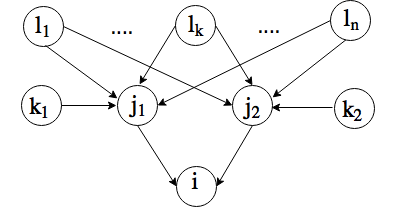 l1 .... lk .... ln
k1 j1 j2 k2
i